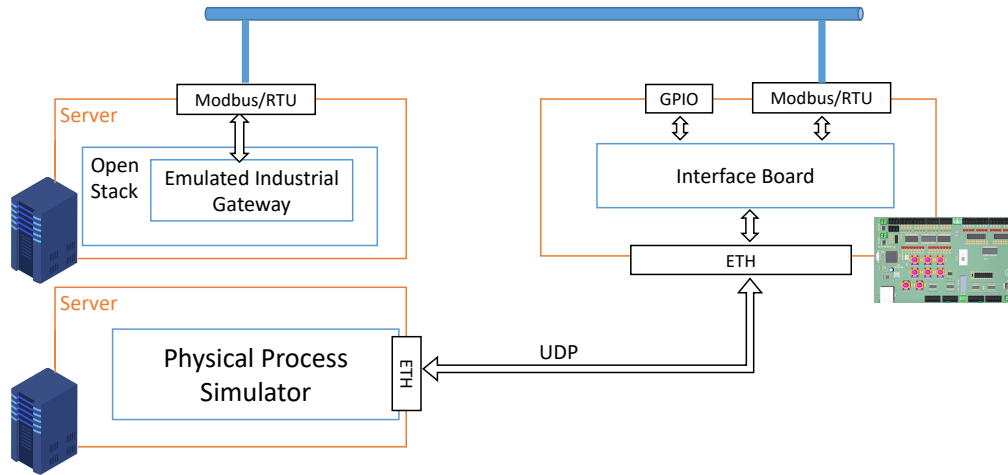 Modbus/RTU
Server
Open
Stack
Emulated Industrial
Gateway
GPIO
Modbus/RTU
Interface Board
ETH
Server
Physical Process
Simulator
ETH
UDP